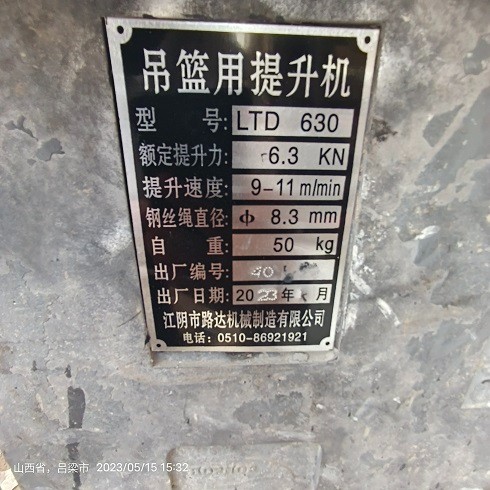 吊篮用提升机
型 号: LTD 630
额定提升力: 6.3 KN
提升速度: 9-11 m/min
钢丝绳直径: ф 8.3 mm
自 重: 50 kg
出厂编号: 40
出厂日期: 2023年 月
江阴市路达机械制造有限公司
电话: 0510-86921921
山西省, 吕梁市 2023/05/15 15:32